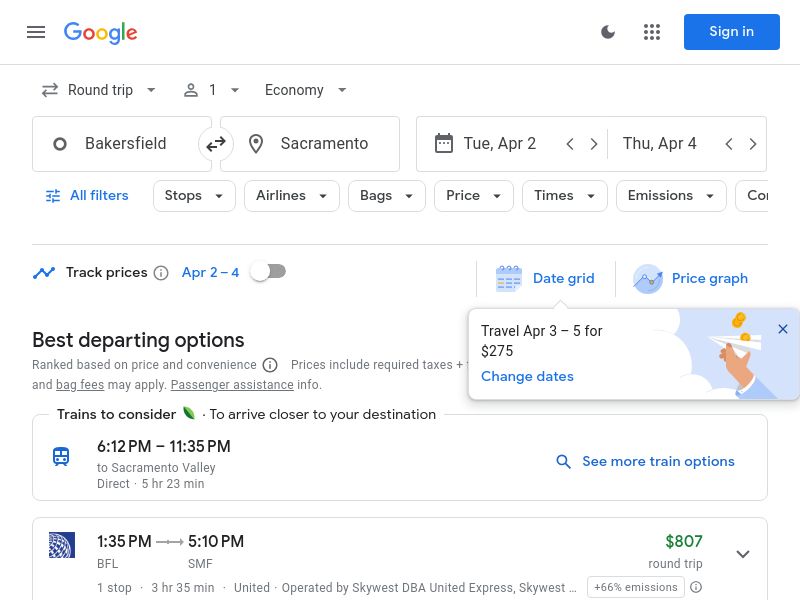 Google
Sign in
Round trip 1 Economy
Bakersfield Sacramento Tue, Apr 2 Thu, Apr 4
All filters Stops Airlines Bags Price Times Emissions Con
Track prices Apr 2 – 4 Date grid Price graph
Travel Apr 3 – 5 for
$275
Change dates
Best departing options
Ranked based on price and convenience Prices include required taxes +
and bag fees may apply. Passenger assistance info.
Trains to consider · To arrive closer to your destination
6:12 PM – 11:35 PM
to Sacramento Valley
Direct · 5 hr 23 min
See more train options
1:35 PM 5:10 PM $807
BFL SMF round trip
1 stop · 3 hr 35 min · United · Operated by Skywest DBA United Express, Skywest ... +66% emissions